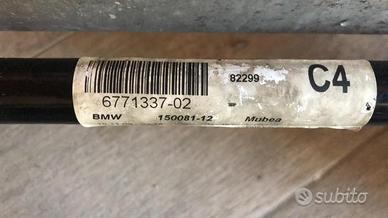 82299
C4
6771337-02
BMW 150081-12 Mubea
subito